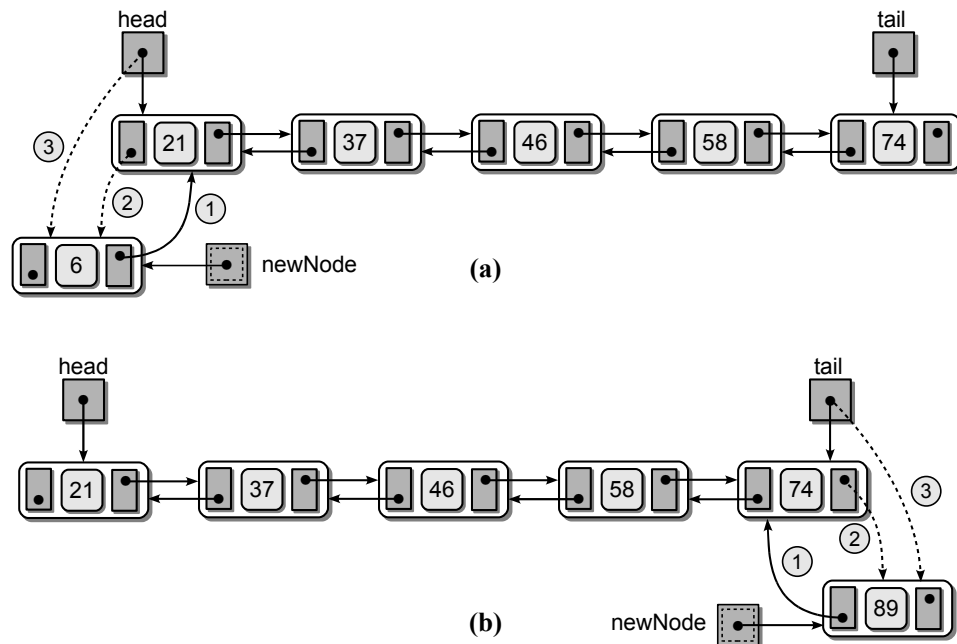 head tail
21 37 46 58 74
3
2 1
6 newNode
(a)
head tail
21 37 46 58 74
3
2
1
89
newNode (b)